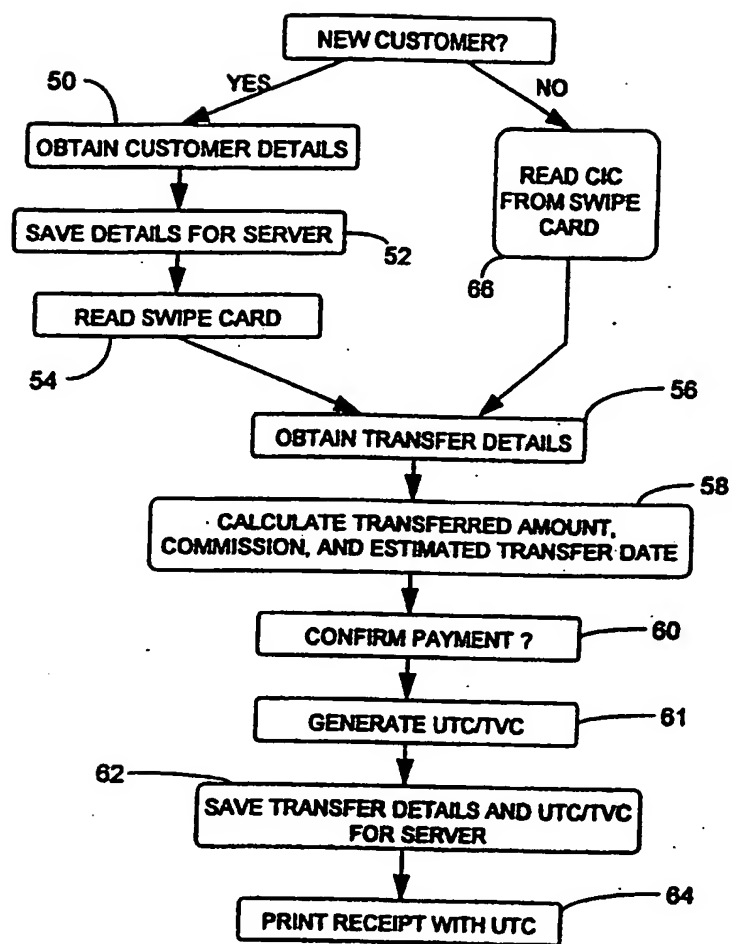 NEW CUSTOMER?
50
YES
NO
OBTAIN CUSTOMER DETAILS
READ CIC
FROM SWIPE
CARD
SAVE DETAILS FOR SERVER
52
66
READ SWIPE CARD
54
56
OBTAIN TRANSFER DETAILS
58
CALCULATE TRANSFERRED AMOUNT,
COMMISSION, AND ESTIMATED TRANSFER DATE
CONFIRM PAYMENT ?
60
GENERATE UTC/TVC
61
62
SAVE TRANSFER DETAILS AND UTC/TVC
FOR SERVER
64
PRINT RECEIPT WITH UTC